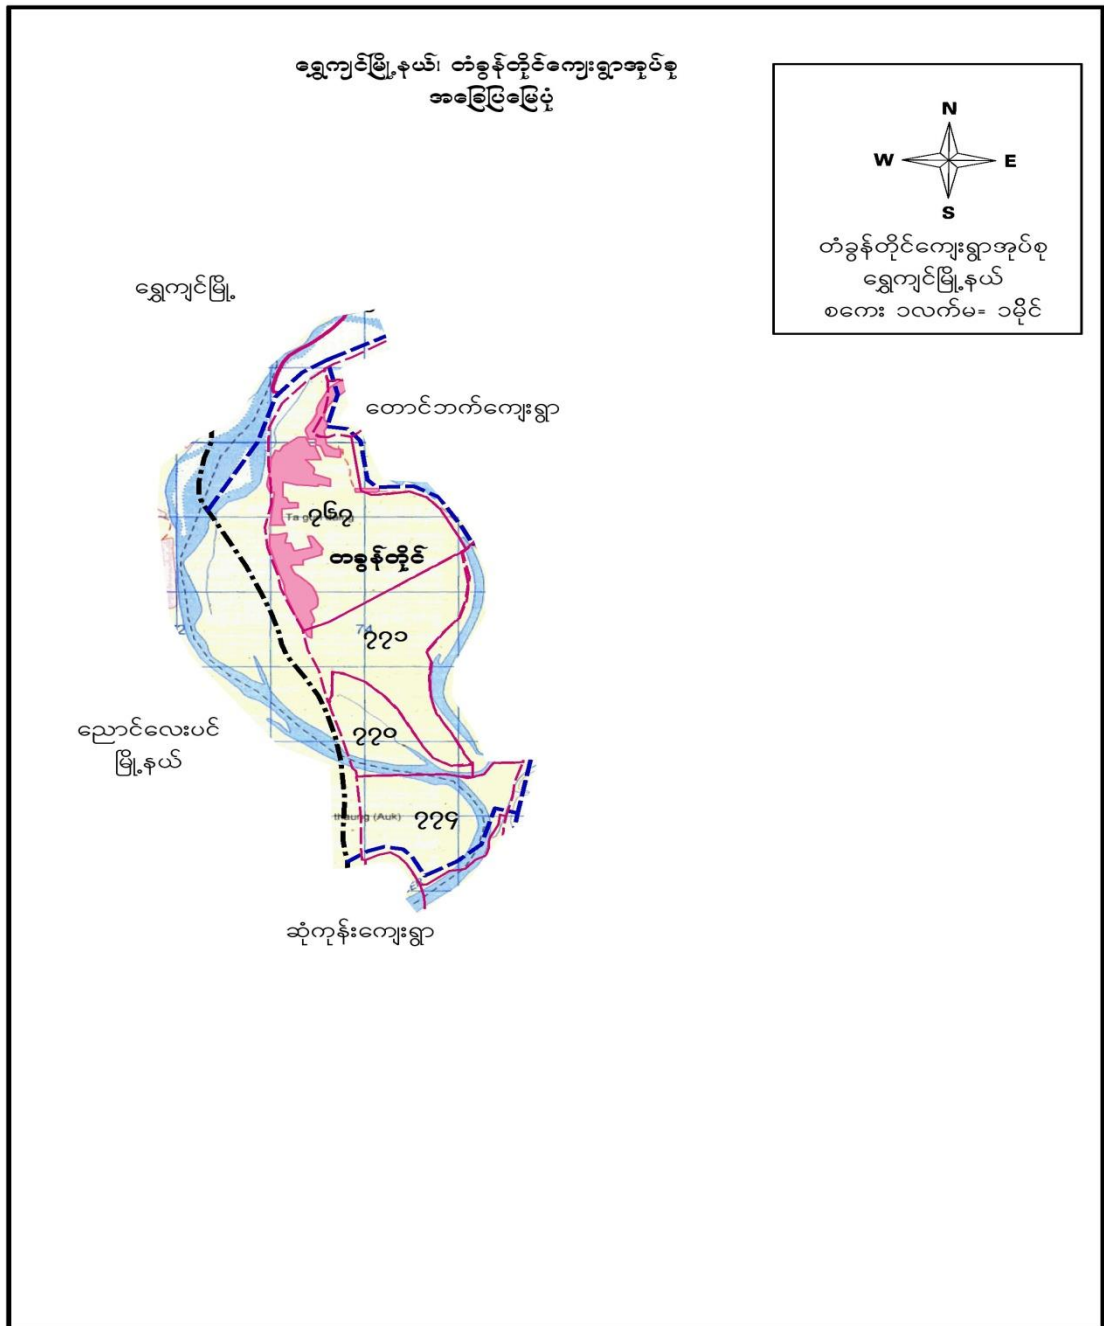 ရွှေကျင်မြို့နယ်၊ တံခွန်တိုင်ကျေးရွာအုပ်စု
အခြေပြမြေပုံ
N
W E
S
တံခွန်တိုင်ကျေးရွာအုပ်စု
ရွှေကျင်မြို့နယ်
စကေး ၁လက်မ= ၁မိုင်
ရွှေကျင်မြို့
တောင်ဘက်ကျေးရွာ
၇၆၇
တခွန်တိုင်
74
၇၇၁
ညောင်လေးပင်
မြို့နယ်
၇၇၀
thaung (Auk)
၇၇၄
ဆုံကုန်းကျေးရွာ